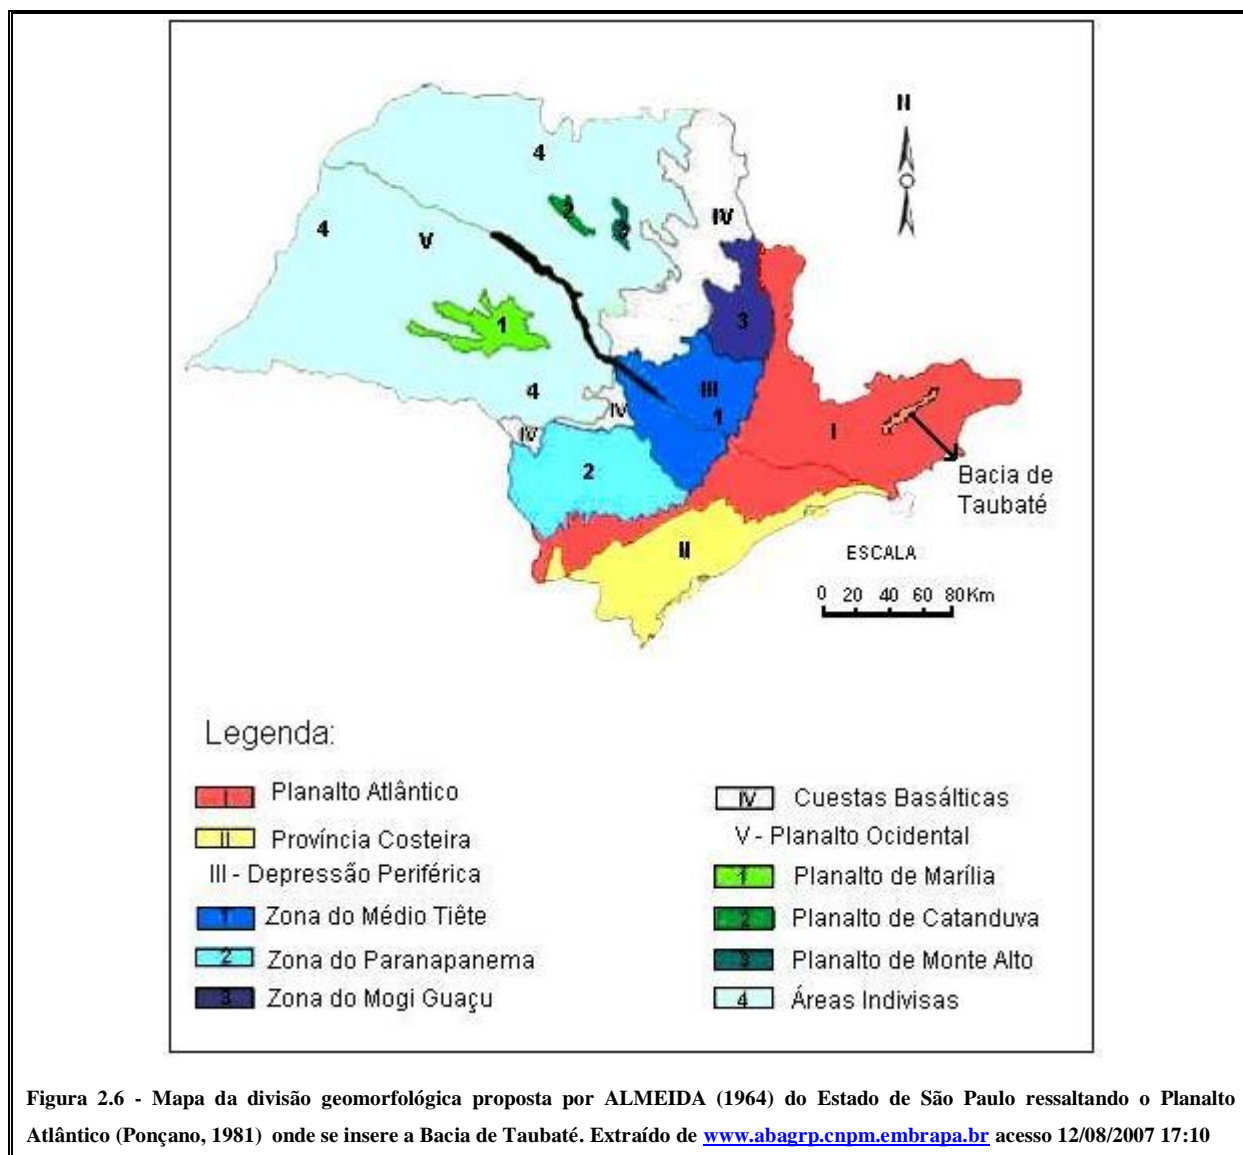 N
4
2
3
IV
4
V
1
3
III
1
4
IV
IV
I
2
Bacia de
Taubaté
II
ESCALA
0 20 40 60 80Km
Legenda:
I Planalto Atlântico
II Província Costeira
III - Depressão Periférica
1 Zona do Médio Tiête
2 Zona do Paranapanema
3 Zona do Mogi Guaçu
IV Cuestas Basálticas
V - Planalto Ocidental
1 Planalto de Marília
2 Planalto de Catanduva
3 Planalto de Monte Alto
4 Áreas Indivisas
Figura 2.6 - Mapa da divisão geomorfológica proposta por ALMEIDA (1964) do Estado de São Paulo ressaltando o Planalto
Atlântico (Ponçano, 1981) onde se insere a Bacia de Taubaté. Extraído de www.abagrp.cnpm.embrapa.br acesso 12/08/2007 17:10